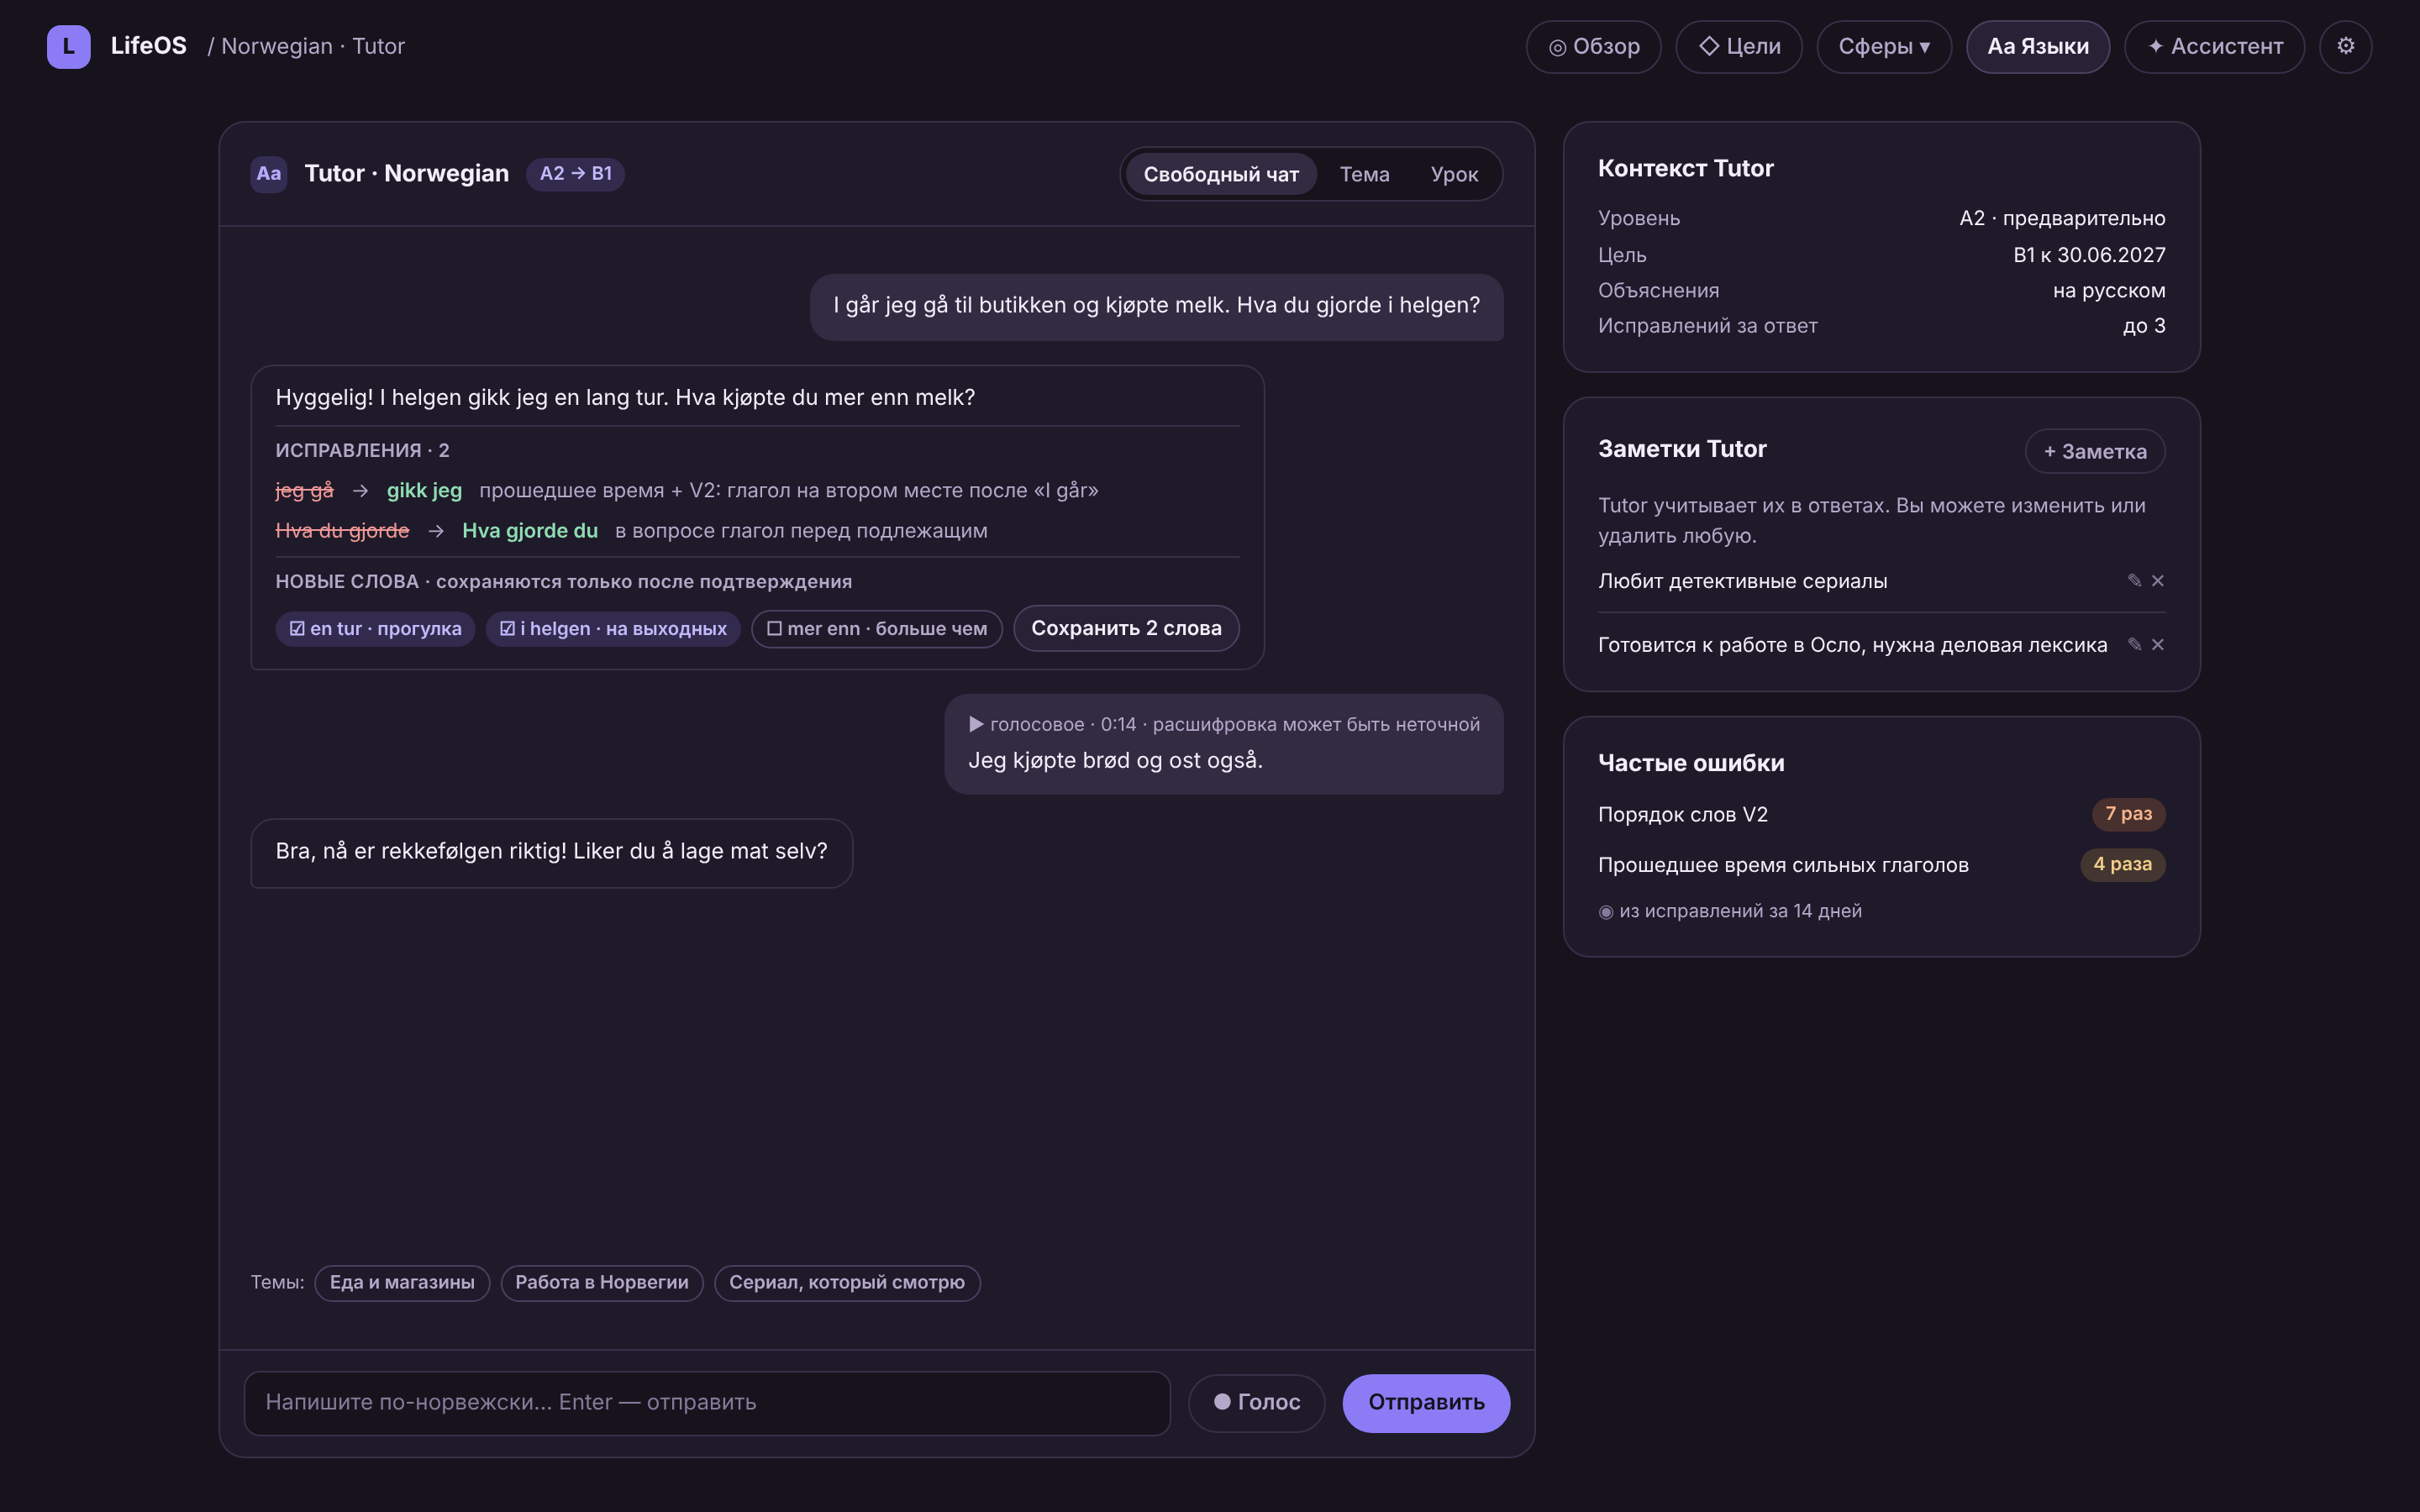 L LifeOS / Norwegian · Tutor
◎ Обзор ◇ Цели Сферы ▾ Aa Языки ✦ Ассистент ⚙
Aa Tutor · Norwegian A2 → B1
Свободный чат Тема Урок
I går jeg gå til butikken og kjøpte melk. Hva du gjorde i helgen?
Hyggelig! I helgen gikk jeg en lang tur. Hva kjøpte du mer enn melk?
ИСПРАВЛЕНИЯ · 2
jeg gå → gikk jeg прошедшее время + V2: глагол на втором месте после «I går»
Hva du gjorde → Hva gjorde du в вопросе глагол перед подлежащим
НОВЫЕ СЛОВА · сохраняются только после подтверждения
☑ en tur · прогулка ☑ i helgen · на выходных ☐ mer enn · больше чем Сохранить 2 слова
▶ голосовое · 0:14 · расшифровка может быть неточной
Jeg kjøpte brød og ost også.
Bra, nå er rekkefølgen riktig! Liker du å lage mat selv?
Темы: Еда и магазины Работа в Норвегии Сериал, который смотрю
Напишите по-норвежски... Enter — отправить
● Голос Отправить
Контекст Tutor
Уровень A2 · предварительно
Цель B1 к 30.06.2027
Объяснения на русском
Исправлений за ответ до 3
Заметки Tutor + Заметка
Tutor учитывает их в ответах. Вы можете изменить или
удалить любую.
Любит детективные сериалы ✎ ✕
Готовится к работе в Осло, нужна деловая лексика ✎ ✕
Частые ошибки
Порядок слов V2 7 раз
Прошедшее время сильных глаголов 4 раза
◉ из исправлений за 14 дней